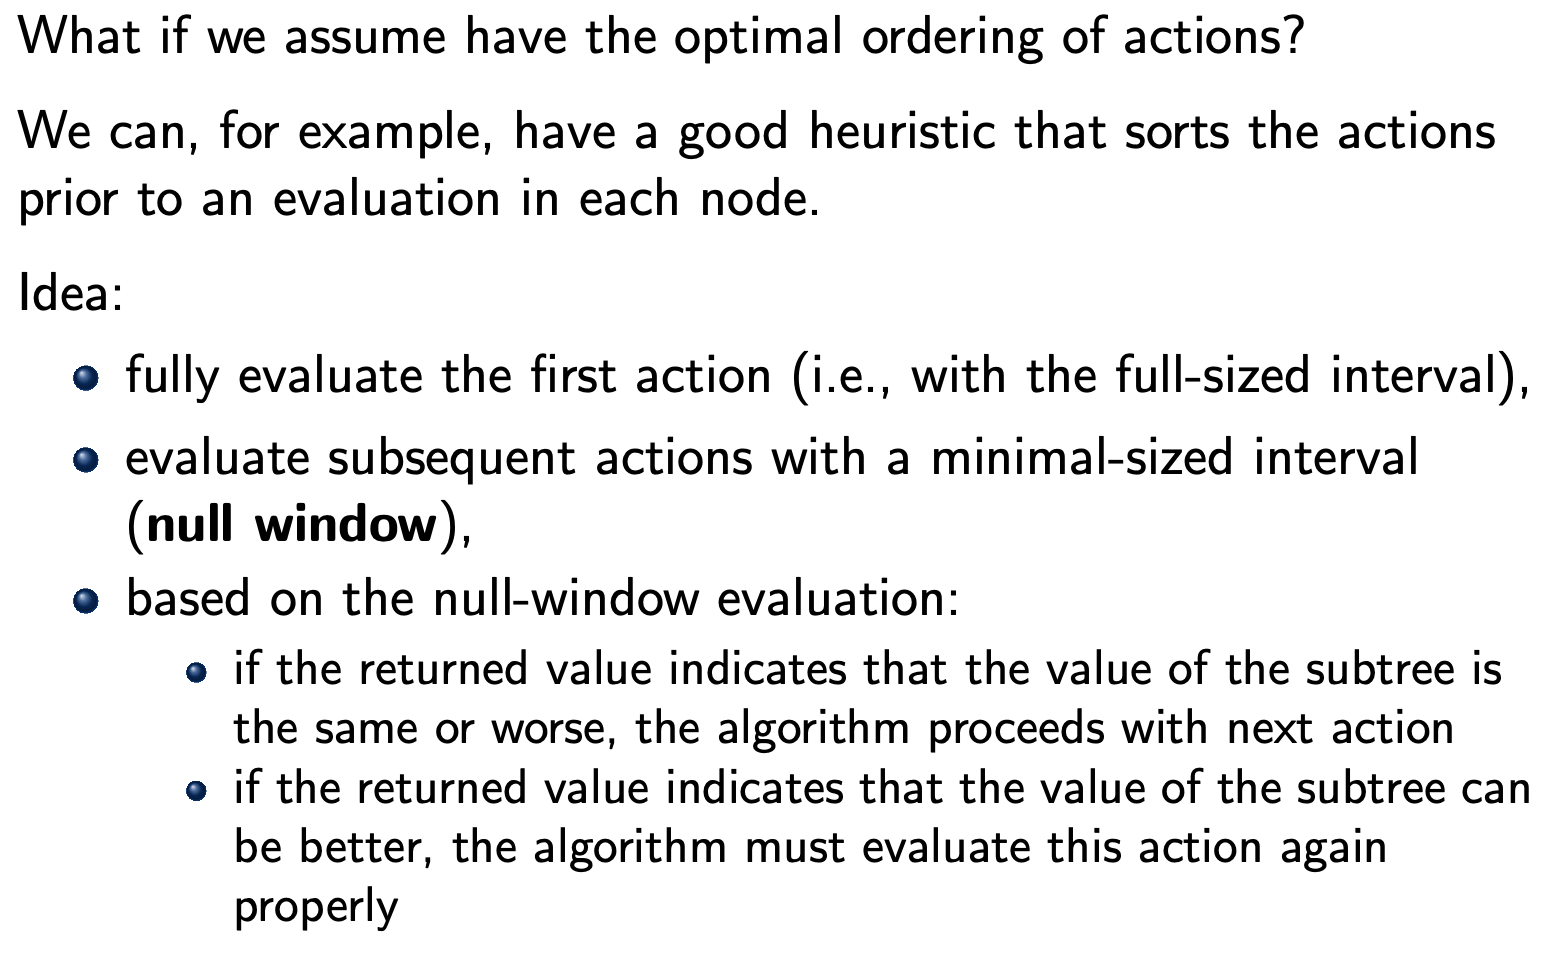 What if we assume have the optimal ordering of actions?
We can, for example, have a good heuristic that sorts the actions
prior to an evaluation in each node.
Idea:
fully evaluate the first action (i.e., with the full-sized interval),
evaluate subsequent actions with a minimal-sized interval
(null window),
based on the null-window evaluation:
if the returned value indicates that the value of the subtree is
the same or worse, the algorithm proceeds with next action
if the returned value indicates that the value of the subtree can
be better, the algorithm must evaluate this action again
properly